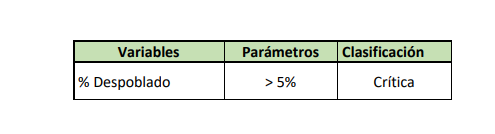 Variables Parámetros Clasificación
% Despoblado > 5% Crítica